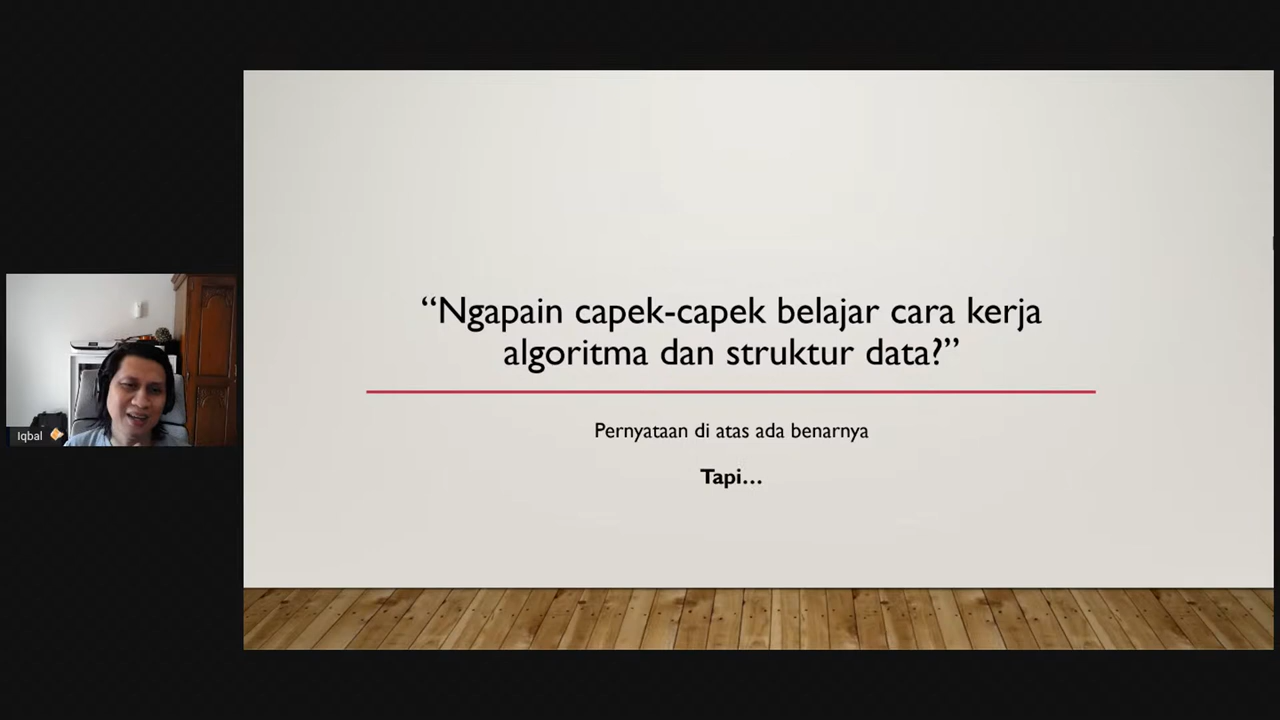 “Ngapain capek-capek belajar cara kerja
algoritma dan struktur data?”
Pernyataan di atas ada benarnya
Tapi...
Iqbal